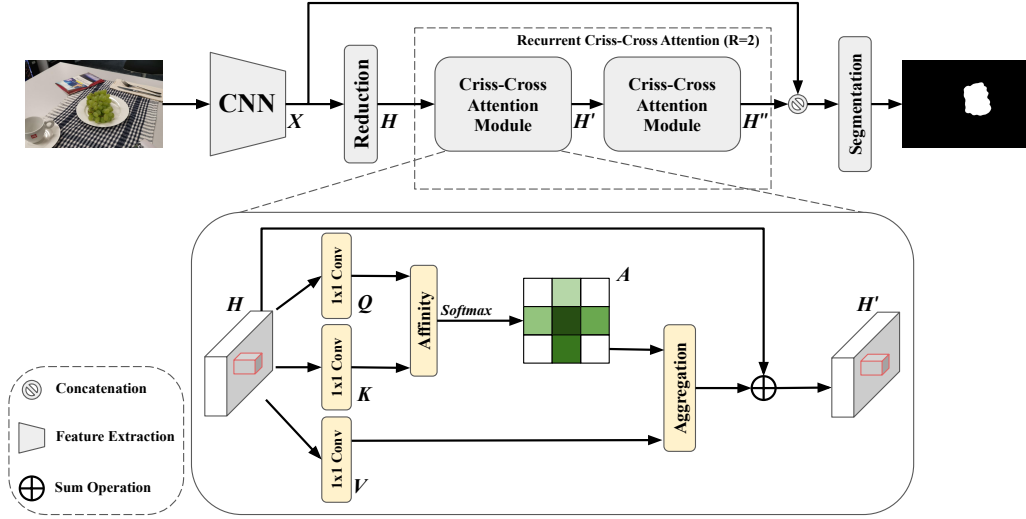 Recurrent Criss-Cross Attention (R=2)
CNN
X
Reduction
H
Criss-Cross
Attention
Module
H'
Criss-Cross
Attention
Module
H"
Segmentation
H
1x1 Conv
Q
1x1 Conv
K
1x1 Conv
V
Affinity
Softmax
A
Aggregation
H'
Concatenation
Feature Extraction
Sum Operation